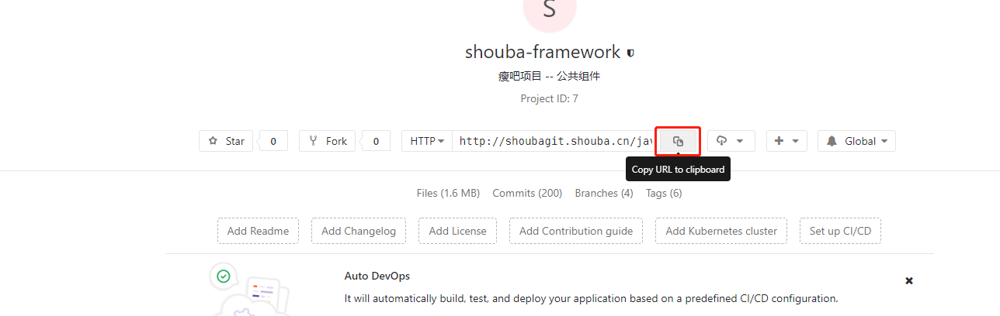 S
shouba-framework
瘦吧项目 -- 公共组件
Project ID: 7
Star 0 Fork 0 HTTP http://shoubagit.shouba.cn/jav Global
Copy URL to clipboard
Files (1.6 MB) Commits (200) Branches (4) Tags (6)
Add Readme Add Changelog Add License Add Contribution guide Add Kubernetes cluster Set up CI/CD
Auto DevOps
It will automatically build, test, and deploy your application based on a predefined CI/CD configuration.